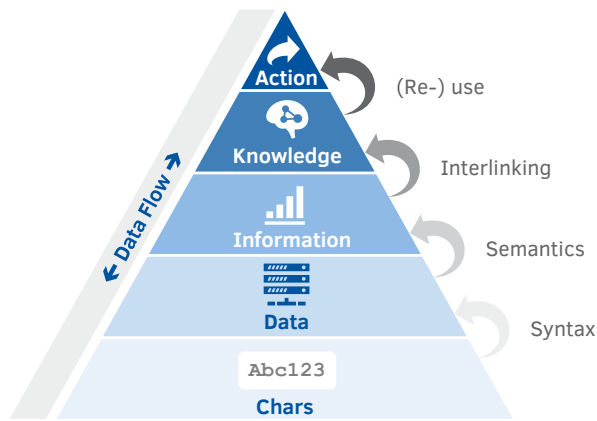 Action
(Re-) use
Knowledge
Interlinking
← Data Flow →
Information
Semantics
Data
Syntax
Abc123
Chars